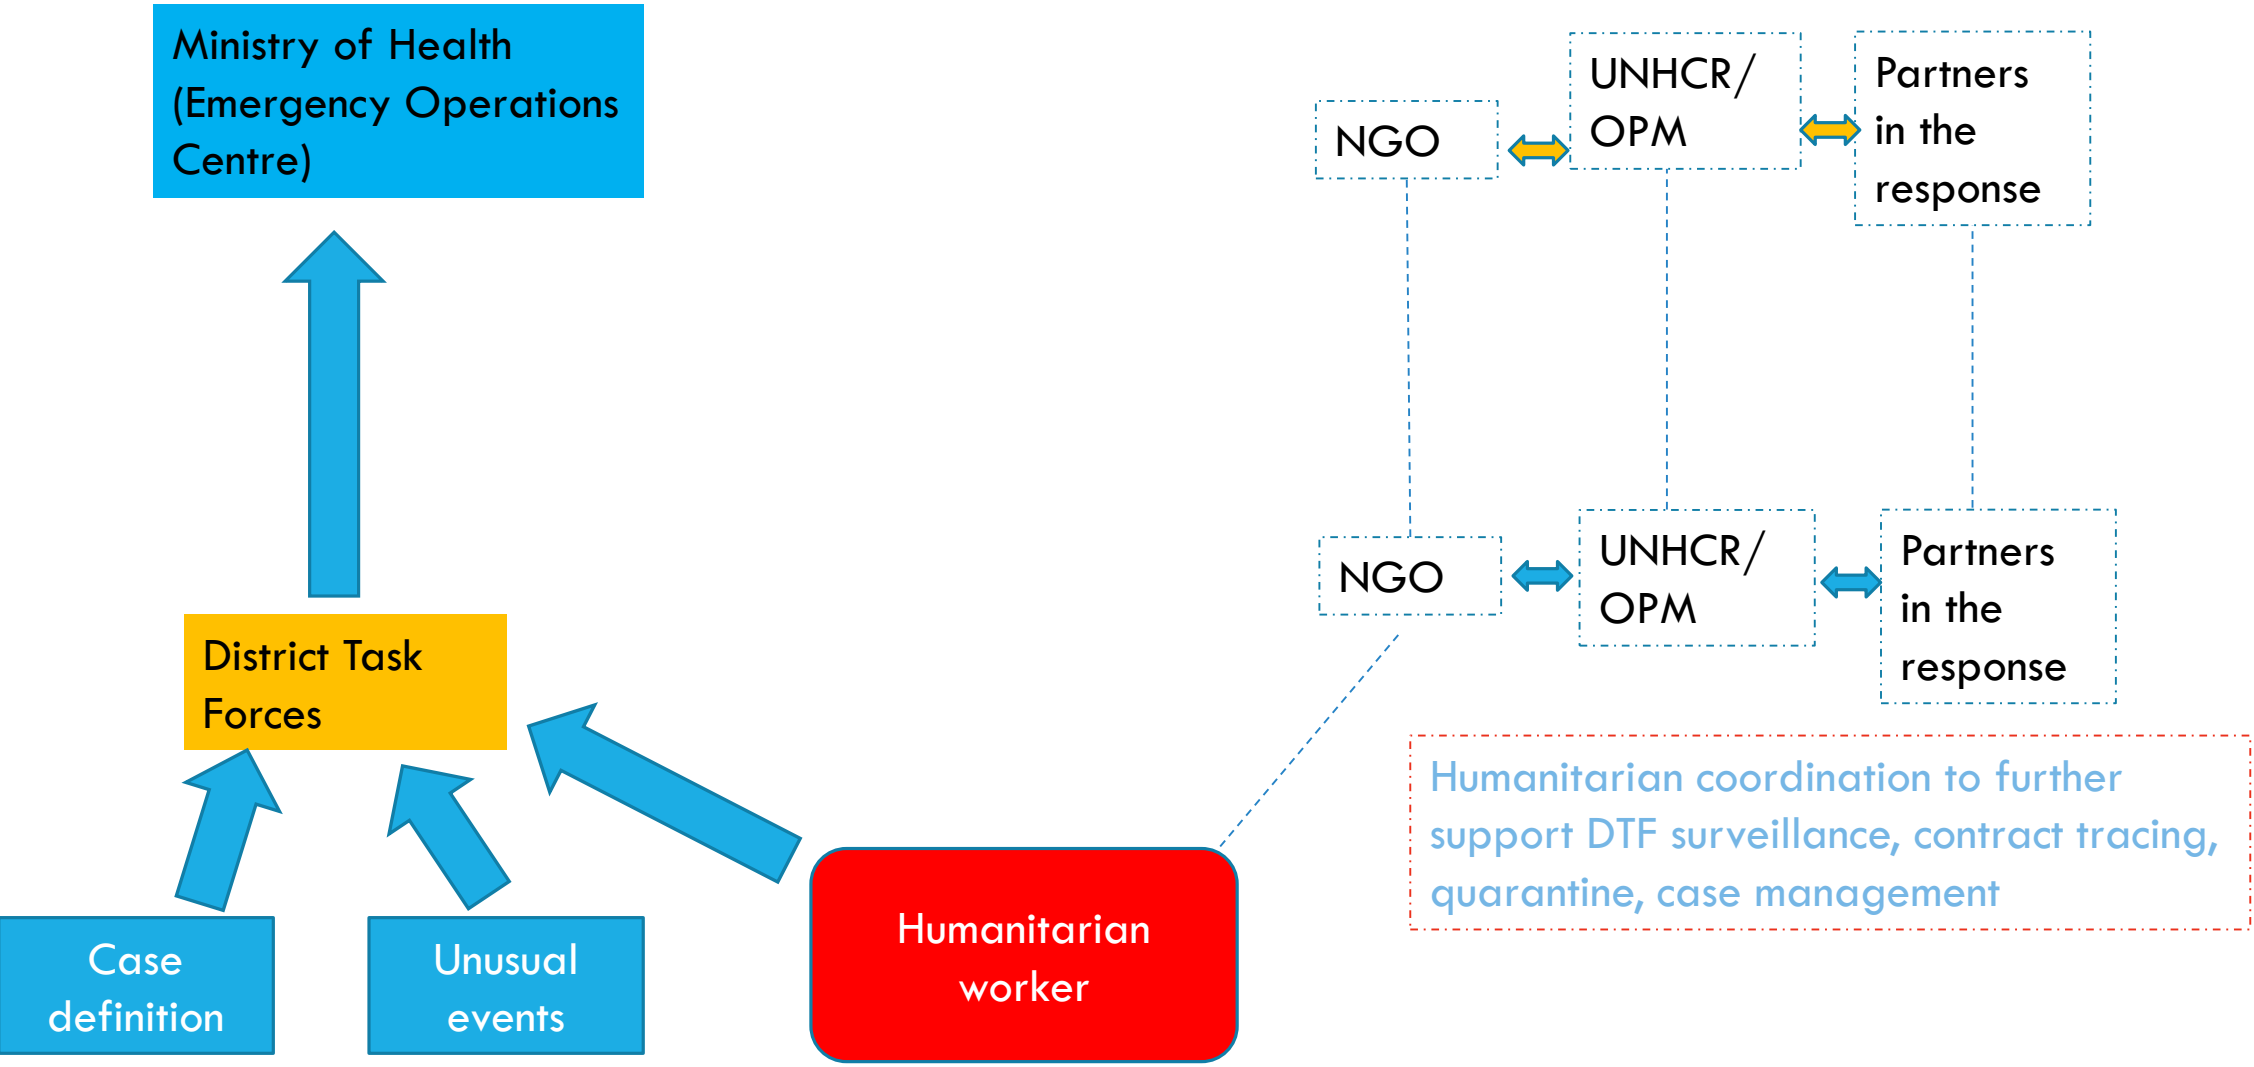 Ministry of Health
(Emergency Operations
Centre)
NGO
UNHCR/
OPM
Partners
in the
response
NGO
UNHCR/
OPM
Partners
in the
response
District Task
Forces
Humanitarian coordination to further
support DTF surveillance, contract tracing,
quarantine, case management
Case
definition
Unusual
events
Humanitarian
worker